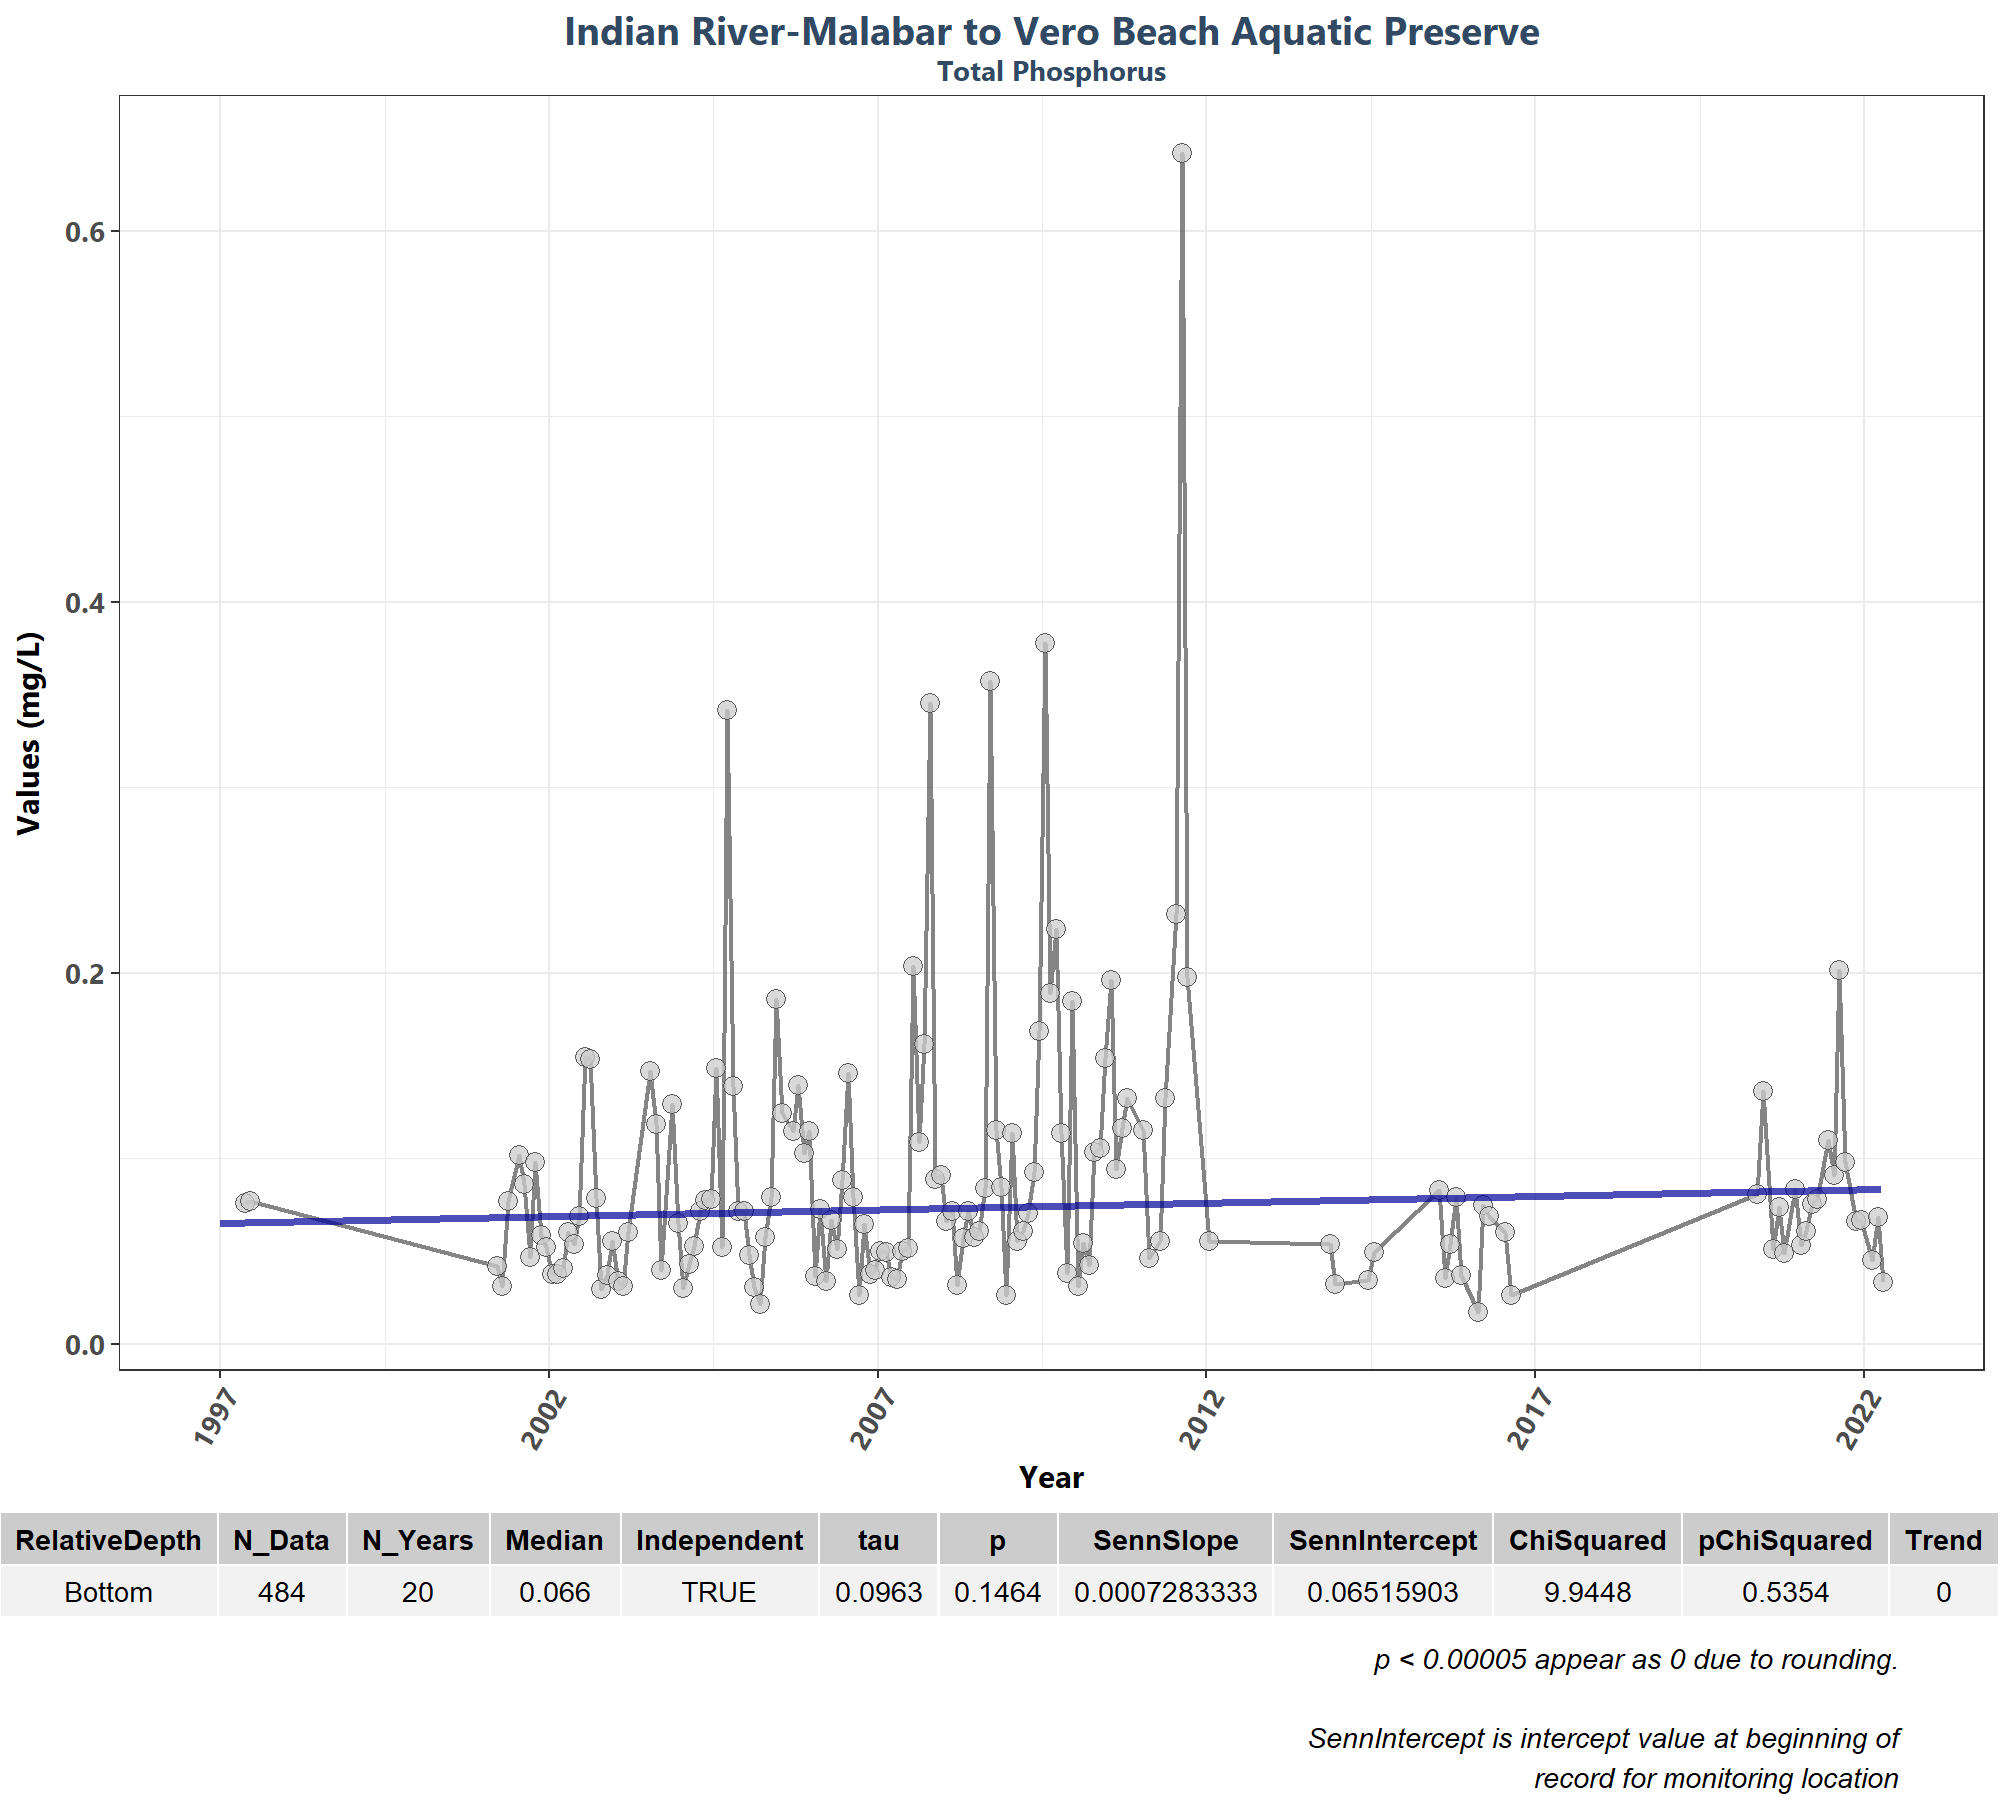 Indian River-Malabar to Vero Beach Aquatic Preserve
Total Phosphorus
Values (mg/L)
0.6
0.4
0.2
0.0
1997 2002 2007 2012 2017 2022
Year
RelativeDepth N_Data N_Years Median Independent tau p SennSlope SennIntercept ChiSquared pChiSquared Trend
Bottom 484 20 0.066 TRUE 0.0963 0.1464 0.0007283333 0.06515903 9.9448 0.5354 0
p < 0.00005 appear as 0 due to rounding.
SennIntercept is intercept value at beginning of
record for monitoring location